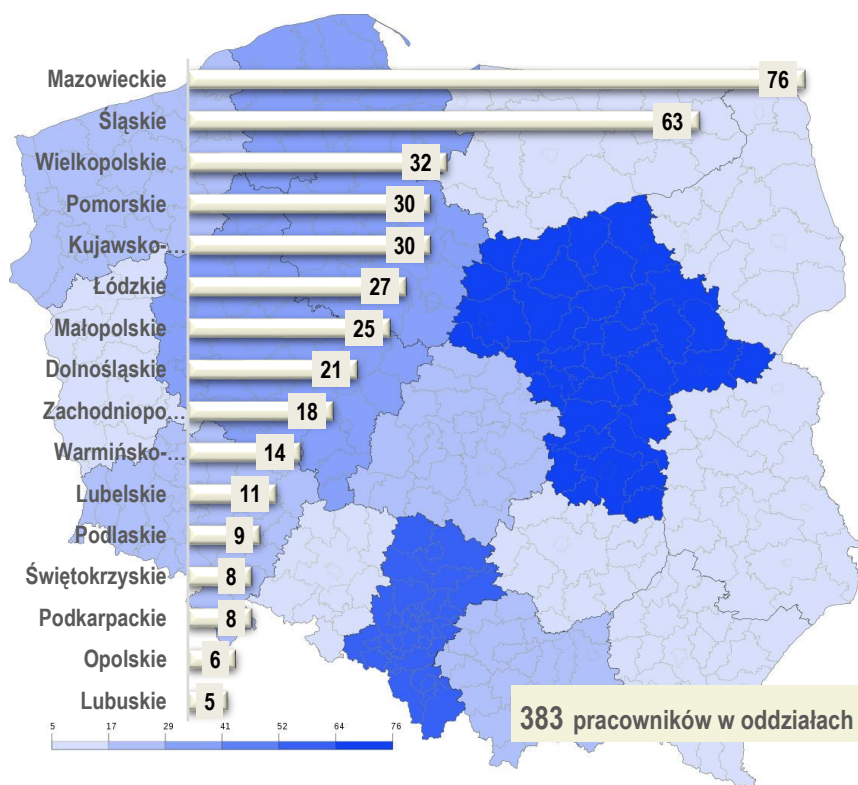 Mazowieckie 76
Śląskie 63
Wielkopolskie 32
Pomorskie 30
Kujawsko-... 30
Łódzkie 27
Małopolskie 25
Dolnośląskie 21
Zachodniopo... 18
Warmińsko-... 14
Lubelskie 11
Podlaskie 9
Świętokrzyskie 8
Podkarpackie 8
Opolskie 6
Lubuskie 5
5 17 29 41 52 64 76
383 pracowników w oddziałach